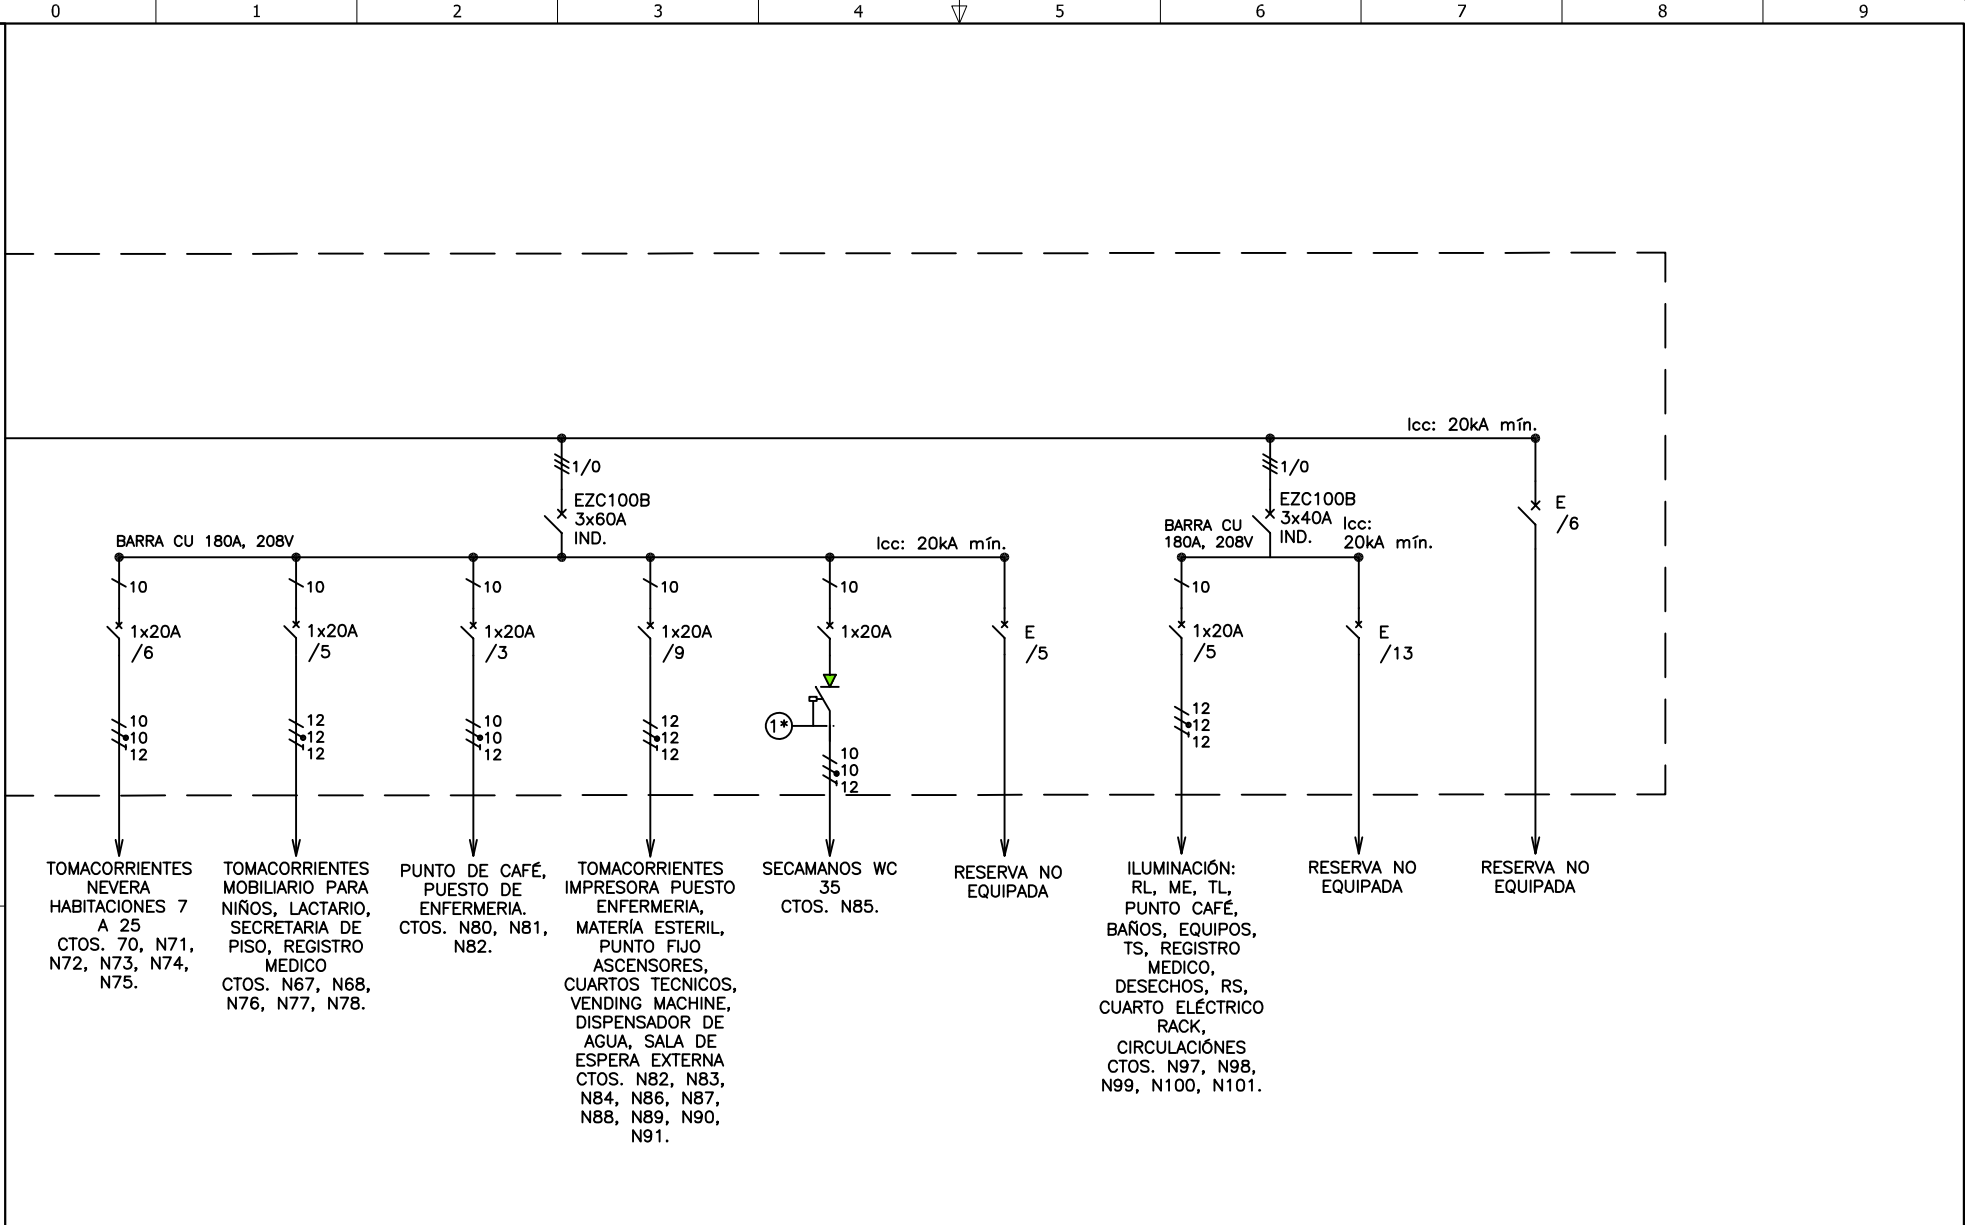 0 1 2 3 4 5 6 7 8 9
Icc: 20kA mín.
1/0
EZC100B
3x60A
IND.
1/0
EZC100B
3x40A
IND.
E
/6
BARRA CU 180A, 208V
Icc: 20kA mín.
BARRA CU
180A, 208V
Icc:
20kA mín.
10
1x20A
/6
10
10
12
10
1x20A
/5
12
12
12
10
1x20A
/3
10
10
12
10
1x20A
/9
12
12
12
10
1x20A
1*
10
10
12
E
/5
10
1x20A
/5
12
12
12
E
/13
TOMACORRIENTES
NEVERA
HABITACIONES 7
A 25
CTOS. 70, N71,
N72, N73, N74,
N75.
TOMACORRIENTES
MOBILIARIO PARA
NIÑOS, LACTARIO,
SECRETARIA DE
PISO, REGISTRO
MEDICO
CTOS. N67, N68,
N76, N77, N78.
PUNTO DE CAFÉ,
PUESTO DE
ENFERMERIA.
CTOS. N80, N81,
N82.
TOMACORRIENTES
IMPRESORA PUESTO
ENFERMERIA,
MATERÍA ESTERIL,
PUNTO FIJO
ASCENSORES,
CUARTOS TECNICOS,
VENDING MACHINE,
DISPENSADOR DE
AGUA, SALA DE
ESPERA EXTERNA
CTOS. N82, N83,
N84, N86, N87,
N88, N89, N90,
N91.
SECAMANOS WC
35
CTOS. N85.
RESERVA NO
EQUIPADA
ILUMINACIÓN:
RL, ME, TL,
PUNTO CAFÉ,
BAÑOS, EQUIPOS,
TS, REGISTRO
MEDICO,
DESECHOS, RS,
CUARTO ELÉCTRICO
RACK,
CIRCULACIÓNES
CTOS. N97, N98,
N99, N100, N101.
RESERVA NO
EQUIPADA
RESERVA NO
EQUIPADA